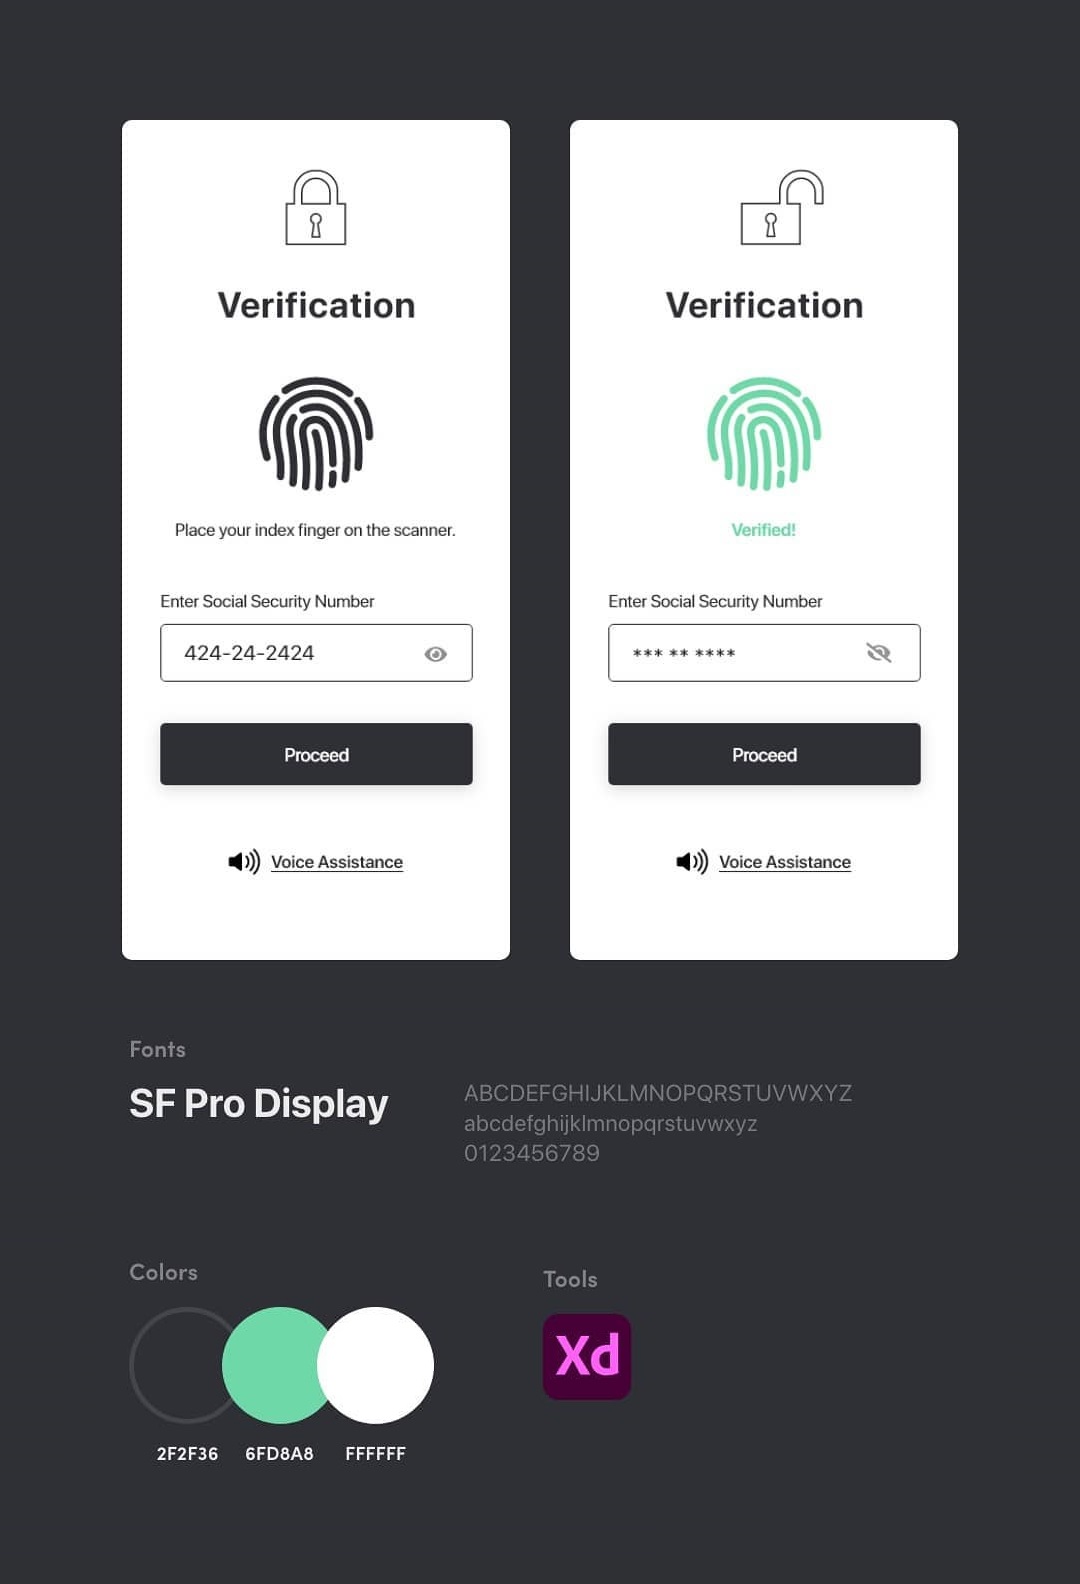 Verification
Place your index finger on the scanner.
Enter Social Security Number
424-24-2424
Proceed
Voice Assistance
Verification
Verified!
Enter Social Security Number
*** ** ****
Proceed
Voice Assistance
Fonts
SF Pro Display
ABCDEFGHIJKLMNOPQRSTUVWXYZ
abcdefghijklmnopqrstuvwxyz
0123456789
Colors
2F2F36 6FD8A8 FFFFFF
Tools
Xd